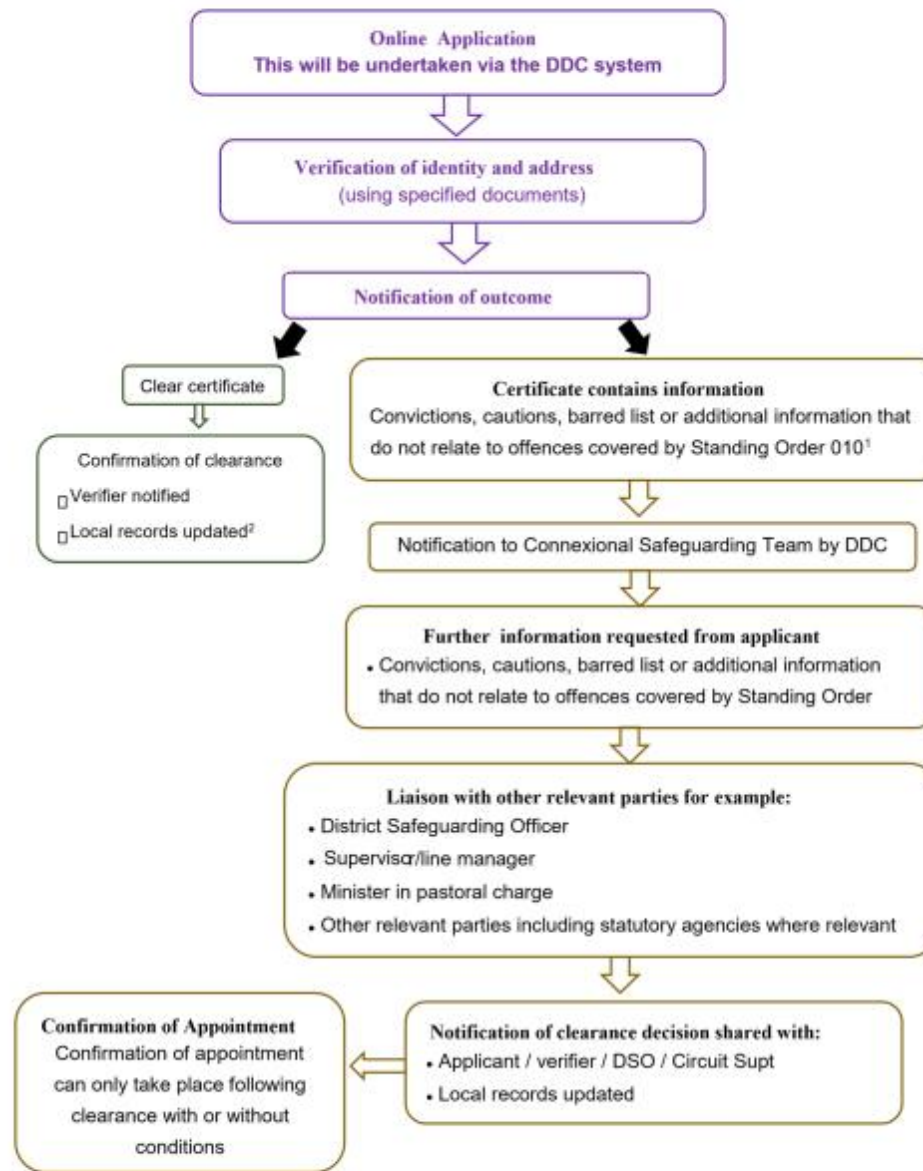 Online Application
This will be undertaken via the DDC system
Verification of identity and address
(using specified documents)
Notification of outcome
Clear certificate
Confirmation of clearance
Verifier notified
Local records updated²
Certificate contains information
Convictions, cautions, barred list or additional information that
do not relate to offences covered by Standing Order 010¹
Notification to Connexional Safeguarding Team by DDC
Further information requested from applicant
• Convictions, cautions, barred list or additional information
that do not relate to offences covered by Standing Order
Liaison with other relevant parties for example:
• District Safeguarding Officer
• Supervisor/line manager
• Minister in pastoral charge
• Other relevant parties including statutory agencies where relevant
Notification of clearance decision shared with:
• Applicant / verifier / DSO / Circuit Supt
• Local records updated
Confirmation of Appointment
Confirmation of appointment
can only take place following
clearance with or without
conditions